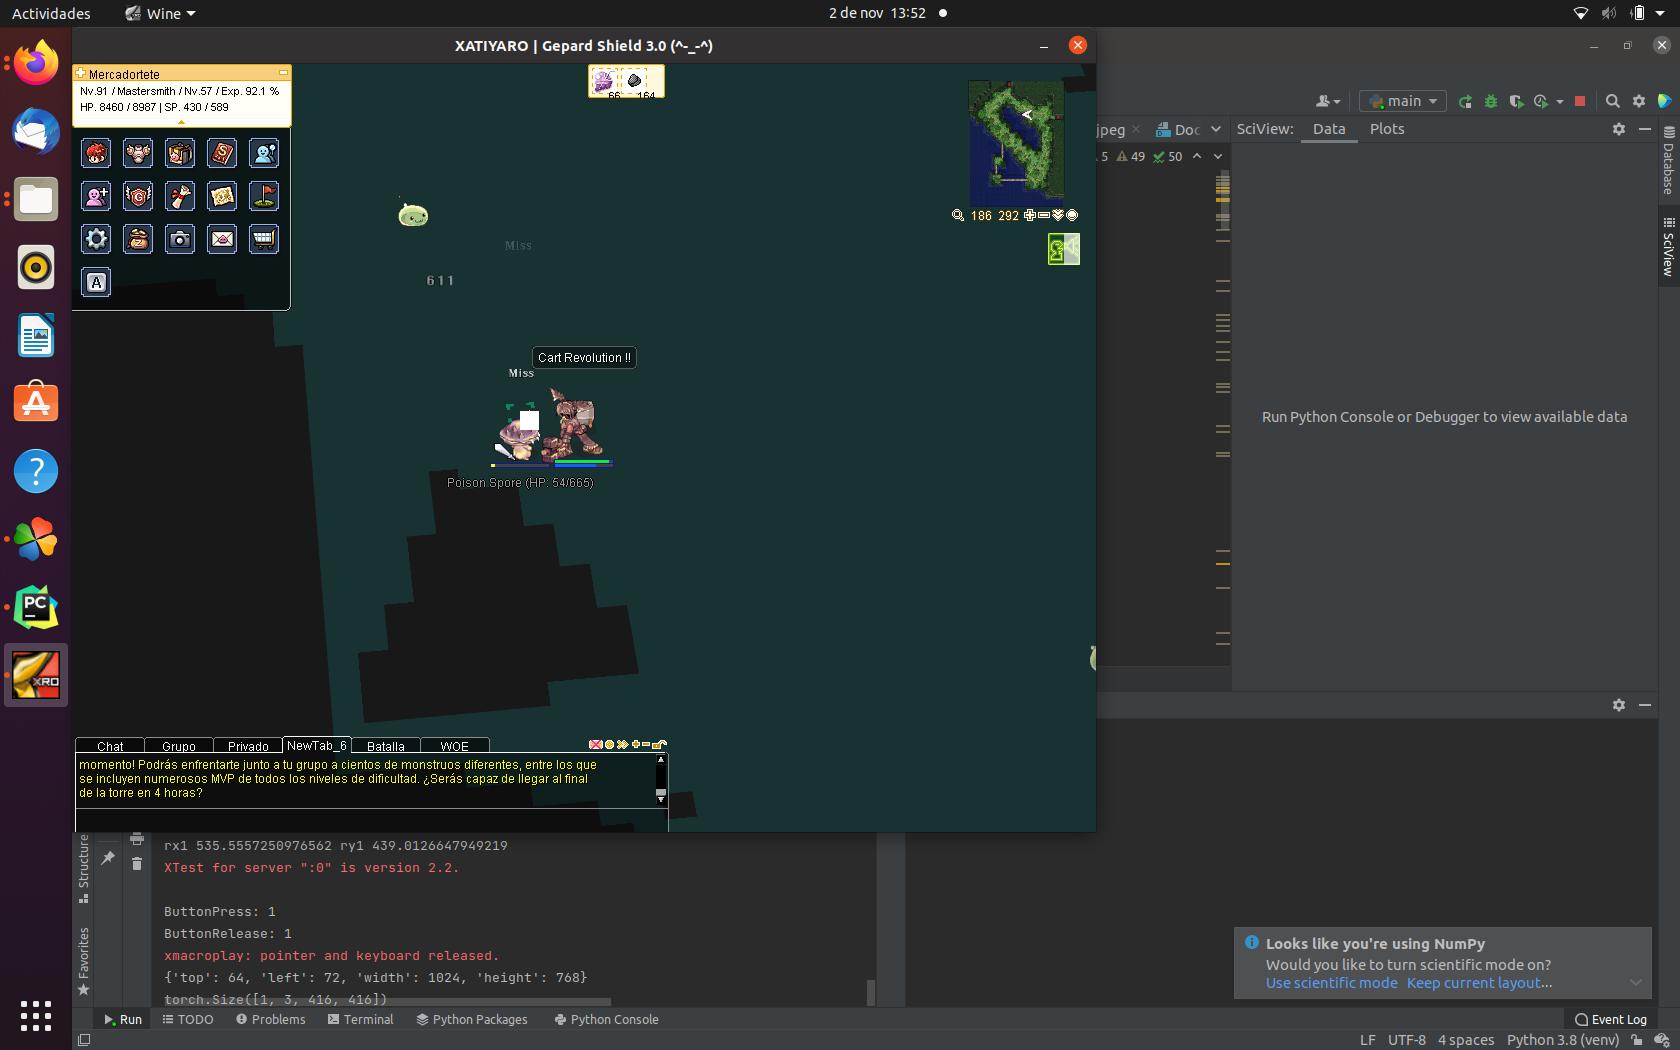 Actividades
Wine
2 de nov 13:52
XATIYARO | Gepard Shield 3.0 (^-_-^)
Mercadortete
Nv.91 / Mastersmith / Nv.57 / Exp. 92.1 %
HP. 8460 / 8987 | SP. 430 / 589
66 164
186 292
Miss
611
Cart Revolution !!
Miss
Poison Spore (HP: 54/665)
A
Chat Grupo Privado NewTab_6 Batalla WOE
momento! Podrás enfrentarte junto a tu grupo a cientos de monstruos diferentes, entre los que
se incluyen numerosos MVP de todos los niveles de dificultad. ¿Serás capaz de llegar al final
de la torre en 4 horas?
PC
XRO
main
jpeg Doc SciView: Data Plots
5 49 50
Database
SciView
Run Python Console or Debugger to view available data
rx1 535.5557250976562 ry1 439.0126647949219
XTest for server ":0" is version 2.2.
ButtonPress: 1
ButtonRelease: 1
xmacroplay: pointer and keyboard released.
{'top': 64, 'left': 72, 'width': 1024, 'height': 768}
torch.Size([1, 3, 416, 416])
Structure
Favorites
Looks like you're using NumPy
Would you like to turn scientific mode on?
Use scientific mode Keep current layout...
Run TODO Problems Terminal Python Packages Python Console Event Log
LF UTF-8 4 spaces Python 3.8 (venv)